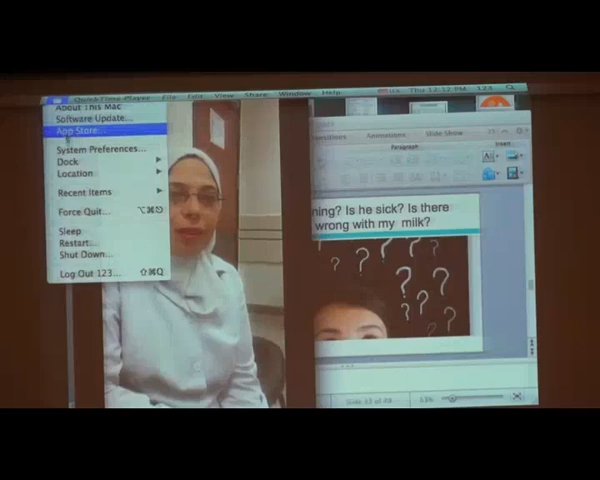 QuickTime Player File Edit View Share Window Help Thu 12:12 PM 123
About This Mac
Software Update...
App Store...
System Preferences...
Dock
Location
Recent Items
Force Quit... ⌥⌘⎋
Sleep
Restart...
Shut Down...
Log Out 123... ⇧⌘Q
Animations Slide Show
Paragraph Insert
ning? Is he sick? Is there
wrong with my milk?
? ? ? ? ? ? ? ? ? ?